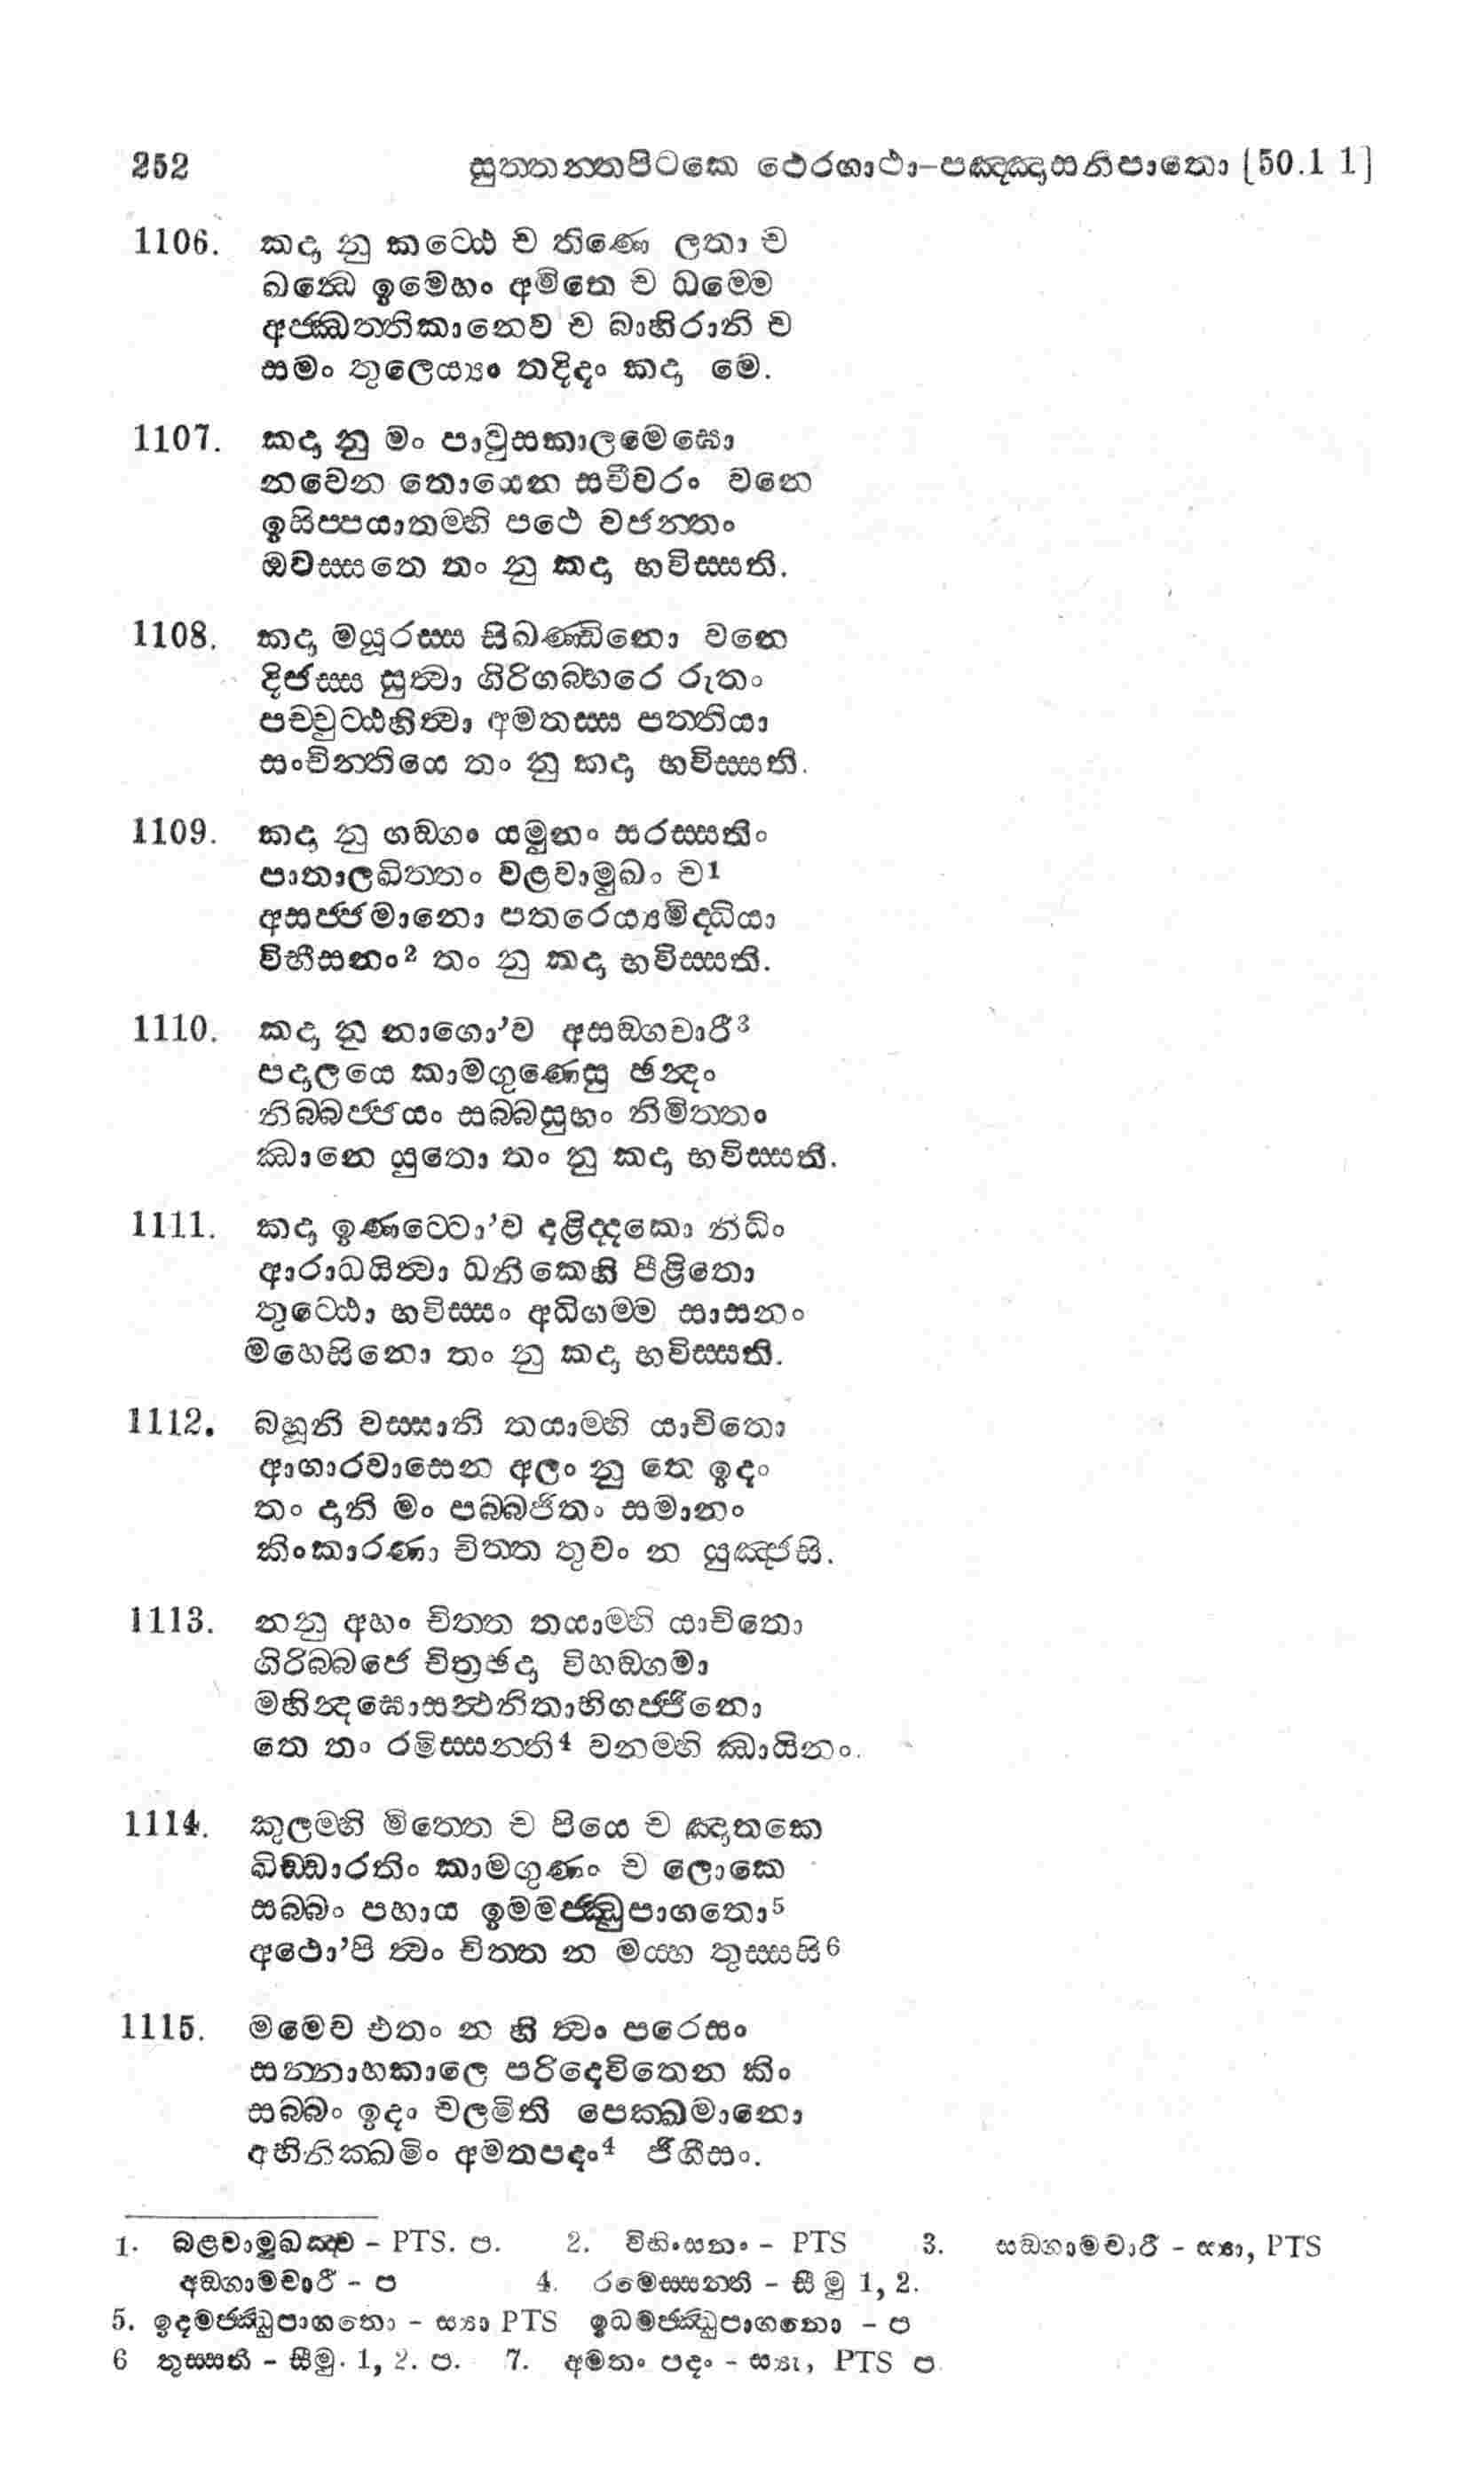 252 සුත්තන්තපිටකෙ ථෙරගාථා-පඤ්ඤාසනිපාතො [50.1 1]
1106. කදා නු කට්ඨෙ ච තිණෙ ලතා ච
ඛන්ධෙ ඉමෙහං අමිතෙ ච ධම්මෙ
අජ්ඣත්තිකානෙව ච බාහිරානි ච
සමං තුලෙය්‍යං තදිදං කදා මෙ.
1107. කදා නු මං පාවුසකාලමෙඝො
නවෙන තොයෙන සචීවරං වනෙ
ඉසිප්පයාතම්හි පථෙ වජන්තං
ඔවස්සතෙ තං නු කදා භවිස්සති.
1108. කදා මයූරස්ස සිඛණ්ඩිනො වනෙ
දිජස්ස සුත්‍වා ගිරිගබ්භරෙ රුතං
පච්චුට්ඨහිත්‍වා අමතස්ස පත්තියා
සංචින්තියෙ තං නු කදා භවිස්සති.
1109. කදා නු ගඞ්ගං යමුනං සරස්සතිං
පාතාලඛිත්තං වළවාමුඛං ච1
අසජ්ජමානො පතරෙය්‍යමිද්ධියා
විභීසනං2 තං නු කදා භවිස්සති.
1110. කදා නු නාගො'ව අසඞ්ගචාරී3
පදාලයෙ කාමගුණෙසු ඡන්දං
නිබ්බජ්ජයං සබ්බසුභං නිමිත්තං
ඣානෙ යුතො තං නු කදා භවිස්සති.
1111. කදා ඉණට්ටො'ව දළිද්දකො නිධිං
ආරාධයිත්‍වා ධනිකෙහි පීළිතො
තුට්ඨො භවිස්සං අධිගම්ම සාසනං
මහෙසිනො තං නු කදා භවිස්සති.
1112. බහූනි වස්සානි තයාම්හි යාචිතො
ආගාරවාසෙන අලං නු තෙ ඉදං
තං දානි මං පබ්බජිතං සමානං
කිංකාරණා චිත්ත තුවං න යුඤ්ජසි.
1113. නනු අහං චිත්ත තයාම්හි යාචිතො
ගිරිබ්බජෙ චිත්‍රඡදා විහඞ්ගමා
මහින්දඝොසත්‍ථනිතාභිගජ්ජිනො
තෙ තං රමිස්සන්ති4 වනම්හි ඣායිනං.
1114. කුලම්හි මිත්තෙ ච පියෙ ච ඤාතකෙ
ඛිඩ්ඩාරතිං කාමගුණං ච ලොකෙ
සබ්බං පහාය ඉමමජ්ඣුපාගතො5
අථො'පි ත්‍වං චිත්ත න මය්හ තුස්සසි6
1115. මමෙව එතං න හි ත්‍වං පරෙසං
සන්නාහකාලෙ පරිදෙවිතෙන කිං
සබ්බං ඉදං චලමිති පෙක්ඛමානො
අභිනික්ඛමිං අමතපදං4 ජිගීසං.
1. බළවාමුඛඤ්ච - PTS. ප. 2. විභිංසනං - PTS 3. සඞ්ගාමචාරී - ස්‍යා, PTS
අඞ්ගාමචාරී - ප 4. රමෙස්සන්ති - සී මු 1, 2.
5. ඉදමජ්ඣුපාගතො - ස්‍යා PTS ඉධමජ්ඣුපාගතො - ප
6 තුස්සති - සීමු. 1, 2. ප. 7. අමතං පදං - ස්‍යා, PTS ප.